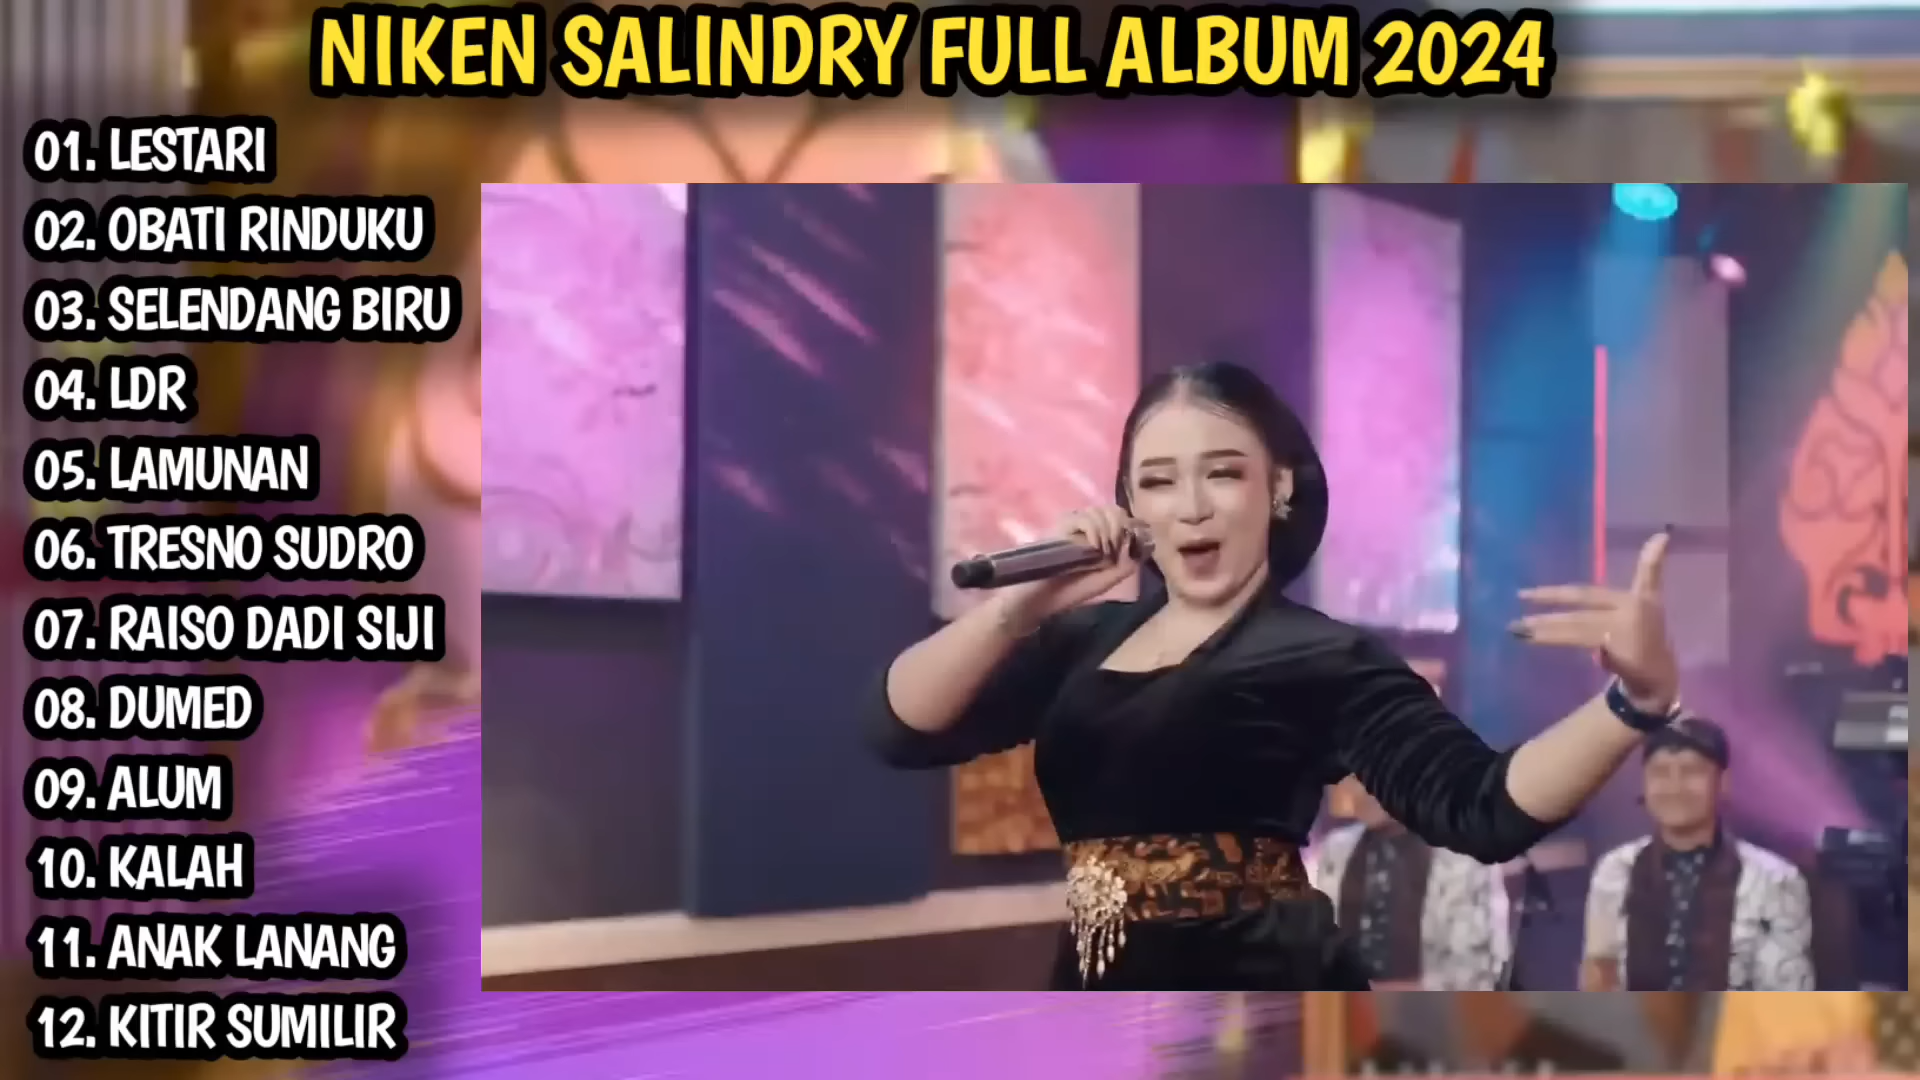 NIKEN SALINDRY FULL ALBUM 2024
01. LESTARI
02. OBATI RINDUKU
03. SELENDANG BIRU
04. LDR
05. LAMUNAN
06. TRESNO SUDRO
07. RAISO DADI SIJI
08. DUMED
09. ALUM
10. KALAH
11. ANAK LANANG
12. KITIR SUMILIR